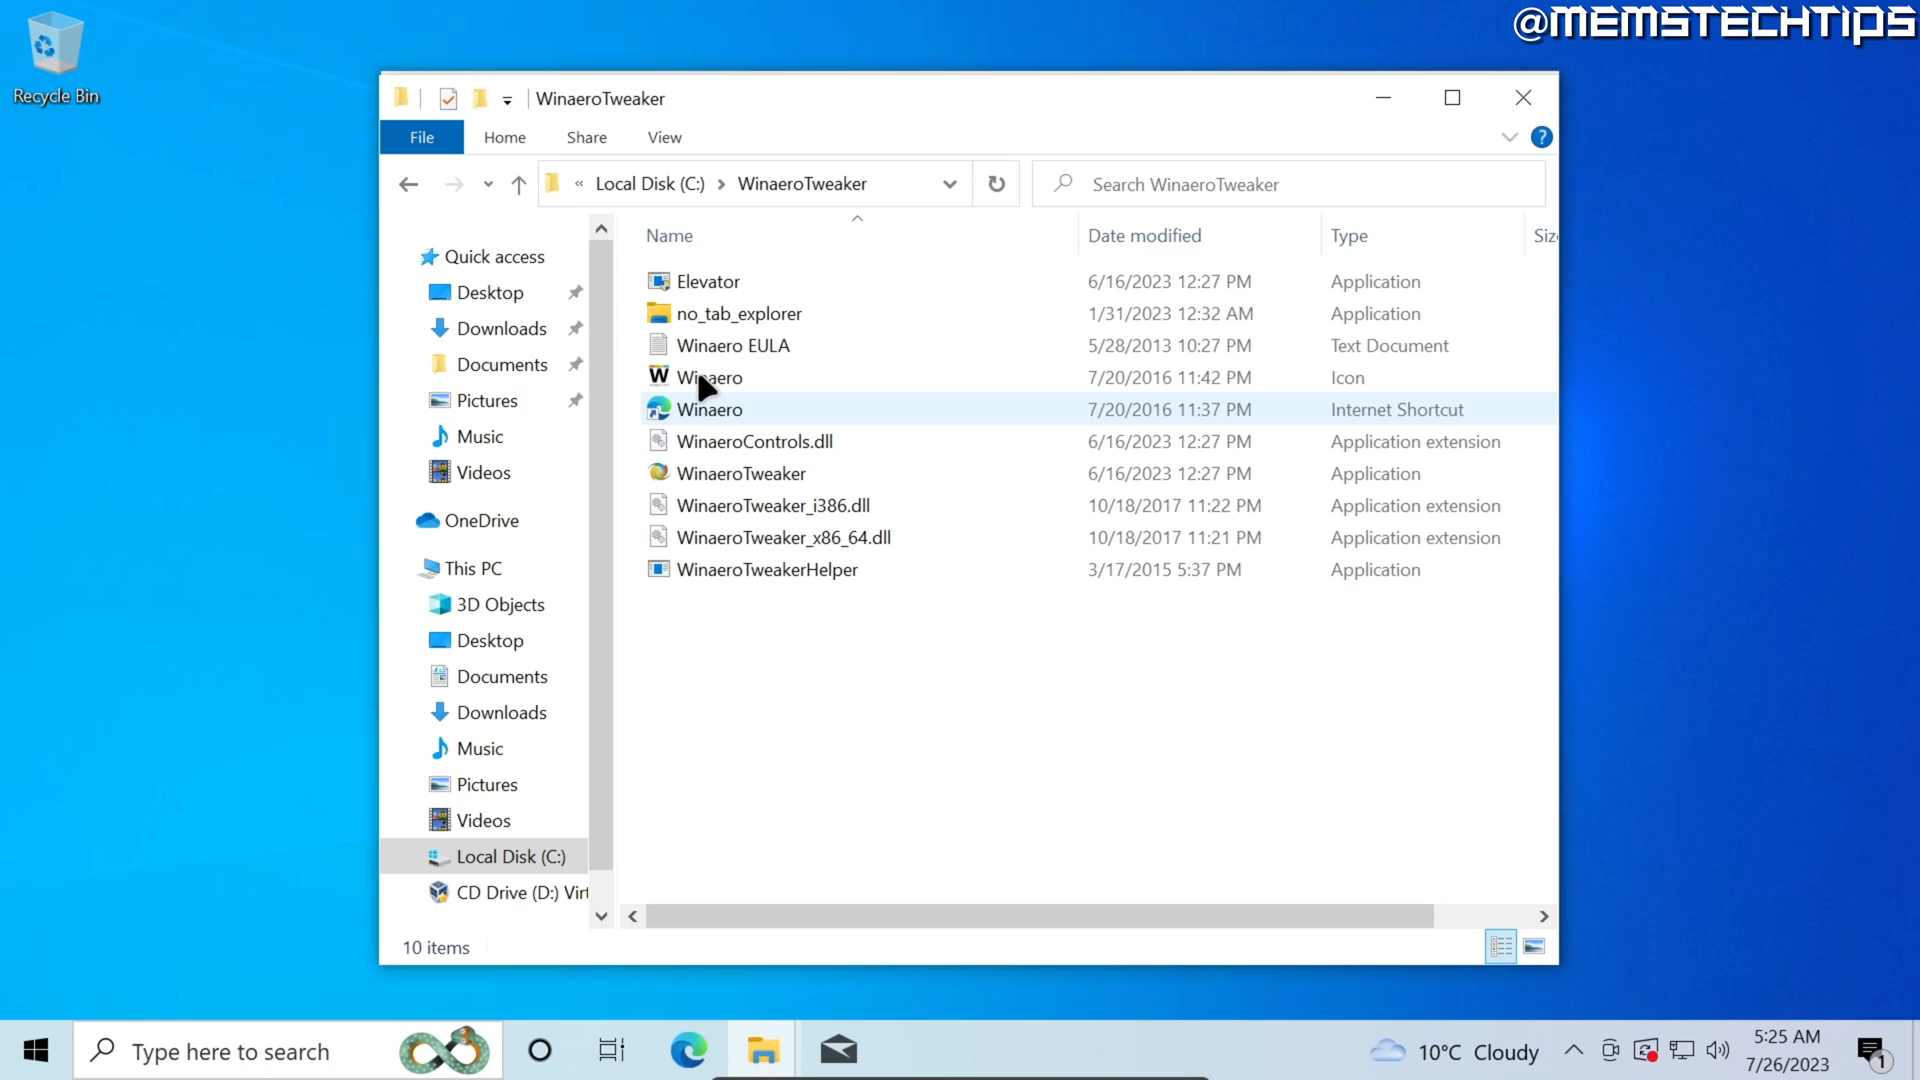 @MEMSTECHTIPS
Recycle Bin
WinaeroTweaker
File Home Share View
« Local Disk (C:) > WinaeroTweaker
Search WinaeroTweaker
Name Date modified Type Siz
Quick access
Desktop
Downloads
Documents
Pictures
Music
Videos
OneDrive
This PC
3D Objects
Desktop
Documents
Downloads
Music
Pictures
Videos
Local Disk (C:)
CD Drive (D:) Virt
Elevator 6/16/2023 12:27 PM Application
no_tab_explorer 1/31/2023 12:32 AM Application
Winaero EULA 5/28/2013 10:27 PM Text Document
Winaero 7/20/2016 11:42 PM Icon
Winaero 7/20/2016 11:37 PM Internet Shortcut
WinaeroControls.dll 6/16/2023 12:27 PM Application extension
WinaeroTweaker 6/16/2023 12:27 PM Application
WinaeroTweaker_i386.dll 10/18/2017 11:22 PM Application extension
WinaeroTweaker_x86_64.dll 10/18/2017 11:21 PM Application extension
WinaeroTweakerHelper 3/17/2015 5:37 PM Application
10 items
Type here to search
10°C Cloudy
5:25 AM
7/26/2023
1